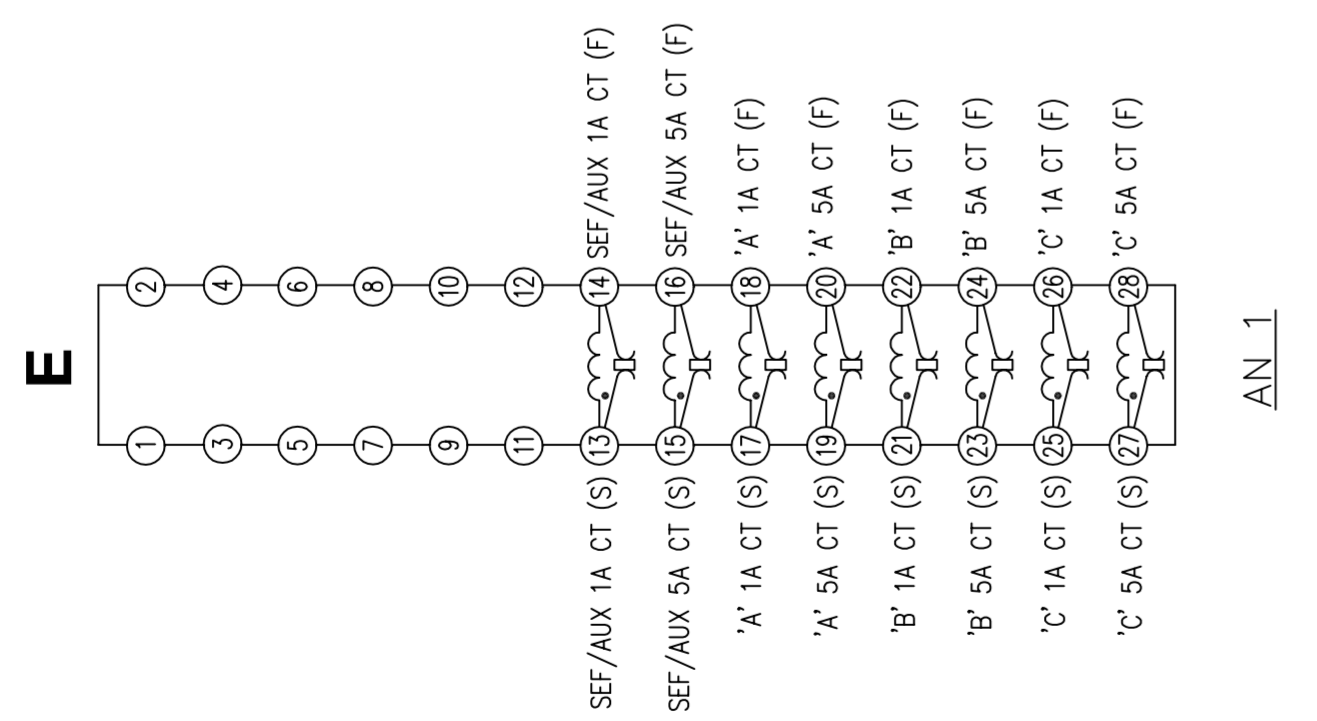 E
2
4
6
8
10
12
14 SEF/AUX 1A CT (F)
16 SEF/AUX 5A CT (F)
18 'A' 1A CT (F)
20 'A' 5A CT (F)
22 'B' 1A CT (F)
24 'B' 5A CT (F)
26 'C' 1A CT (F)
28 'C' 5A CT (F)
1
3
5
7
9
11
SEF/AUX 1A CT (S) 13
SEF/AUX 5A CT (S) 15
'A' 1A CT (S) 17
'A' 5A CT (S) 19
'B' 1A CT (S) 21
'B' 5A CT (S) 23
'C' 1A CT (S) 25
'C' 5A CT (S) 27
AN 1